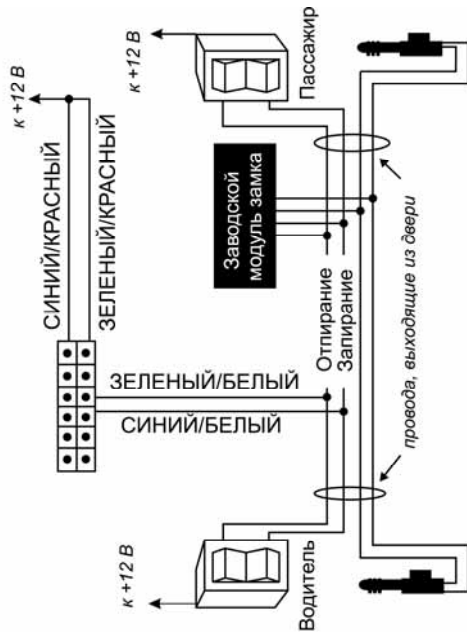 к +12 В
СИНИЙ/КРАСНЫЙ
ЗЕЛЕНЫЙ/КРАСНЫЙ
к +12 В
Пассажир
Заводской
модуль замка
ЗЕЛЕНЫЙ/БЕЛЫЙ
СИНИЙ/БЕЛЫЙ
Отпирание
Запирание
провода, выходящие из двери
к +12 В
Водитель